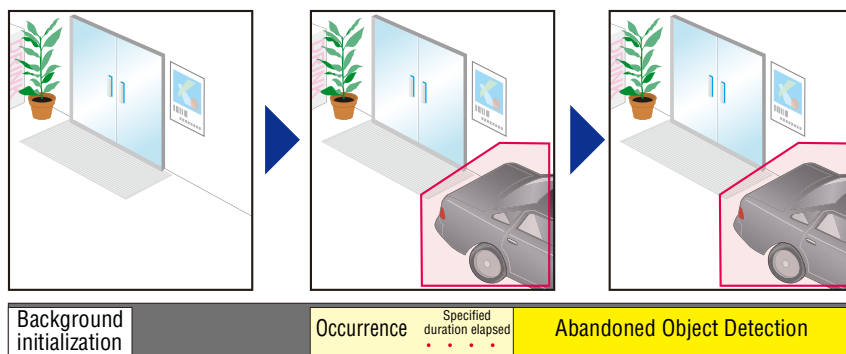 Background
initialization
Occurrence
Specified
duration elapsed
Abandoned Object Detection